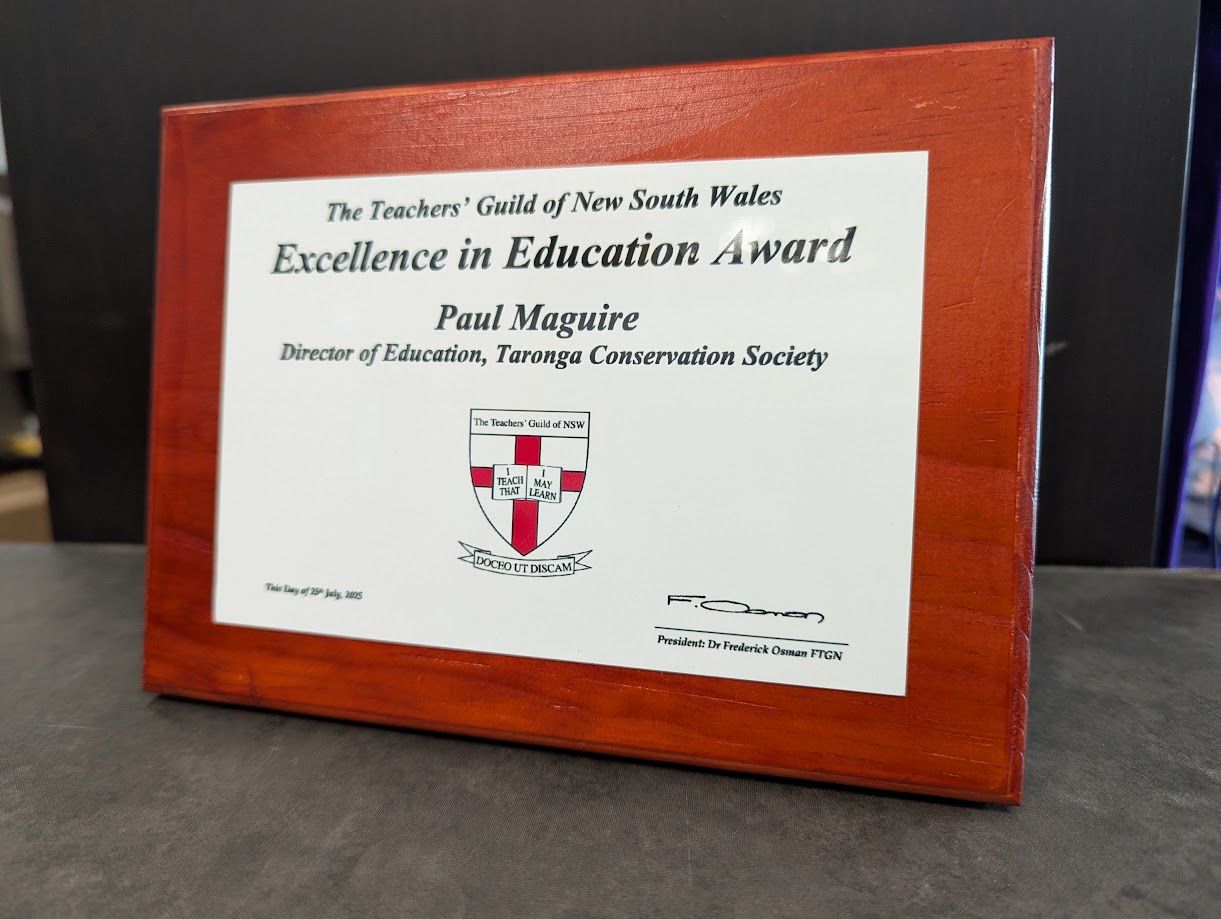 The Teachers' Guild of New South Wales
Excellence in Education Award
Paul Maguire
Director of Education, Taronga Conservation Society
The Teachers' Guild of NSW
I TEACH THAT
I MAY LEARN
DOCEO UT DISCAM
This Day of 25th July, 2025
F. Osman
President: Dr Frederick Osman FTGN